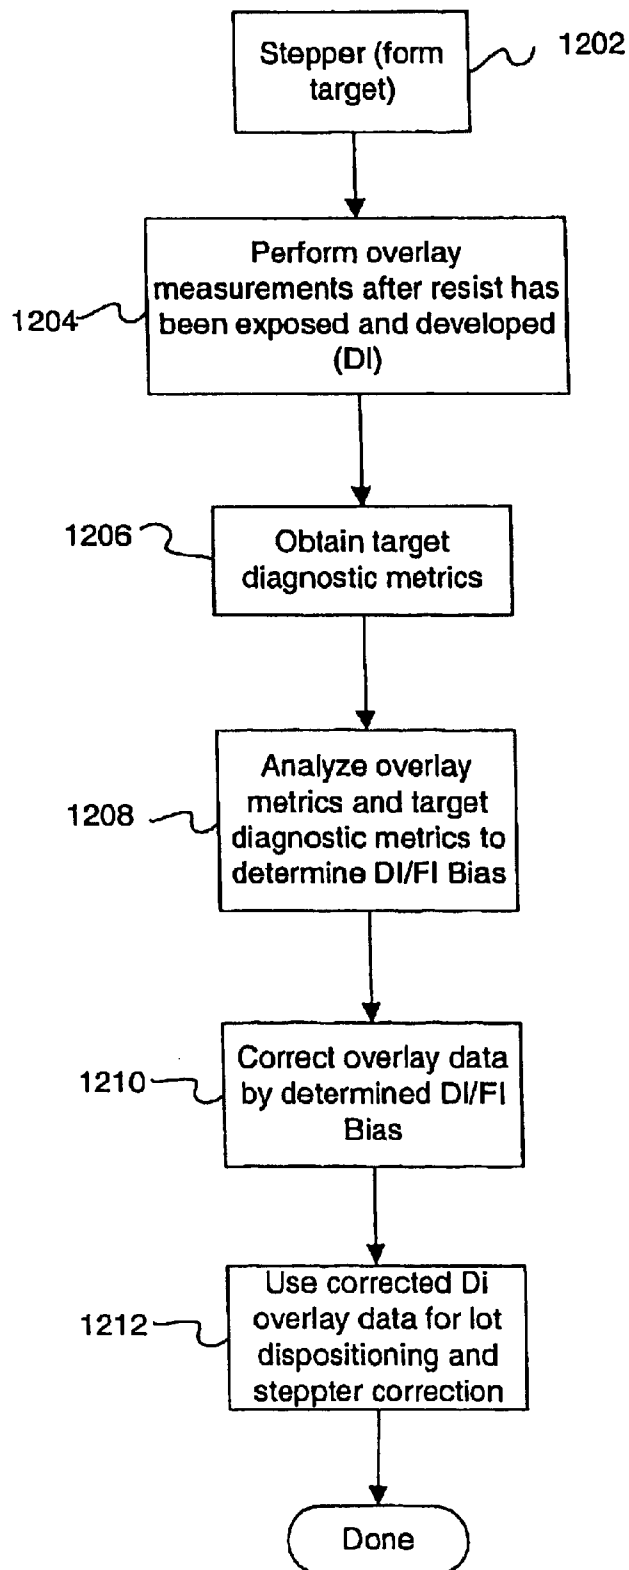 Stepper (form
target)
1202
Perform overlay
measurements after resist has
been exposed and developed
(DI)
1204
1206
Obtain target
diagnostic metrics
Analyze overlay
metrics and target
diagnostic metrics to
determine DI/FI Bias
1208
Correct overlay data
by determined DI/FI
Bias
1210
Use corrected Di
overlay data for lot
dispositioning and
steppter correction
1212
Done